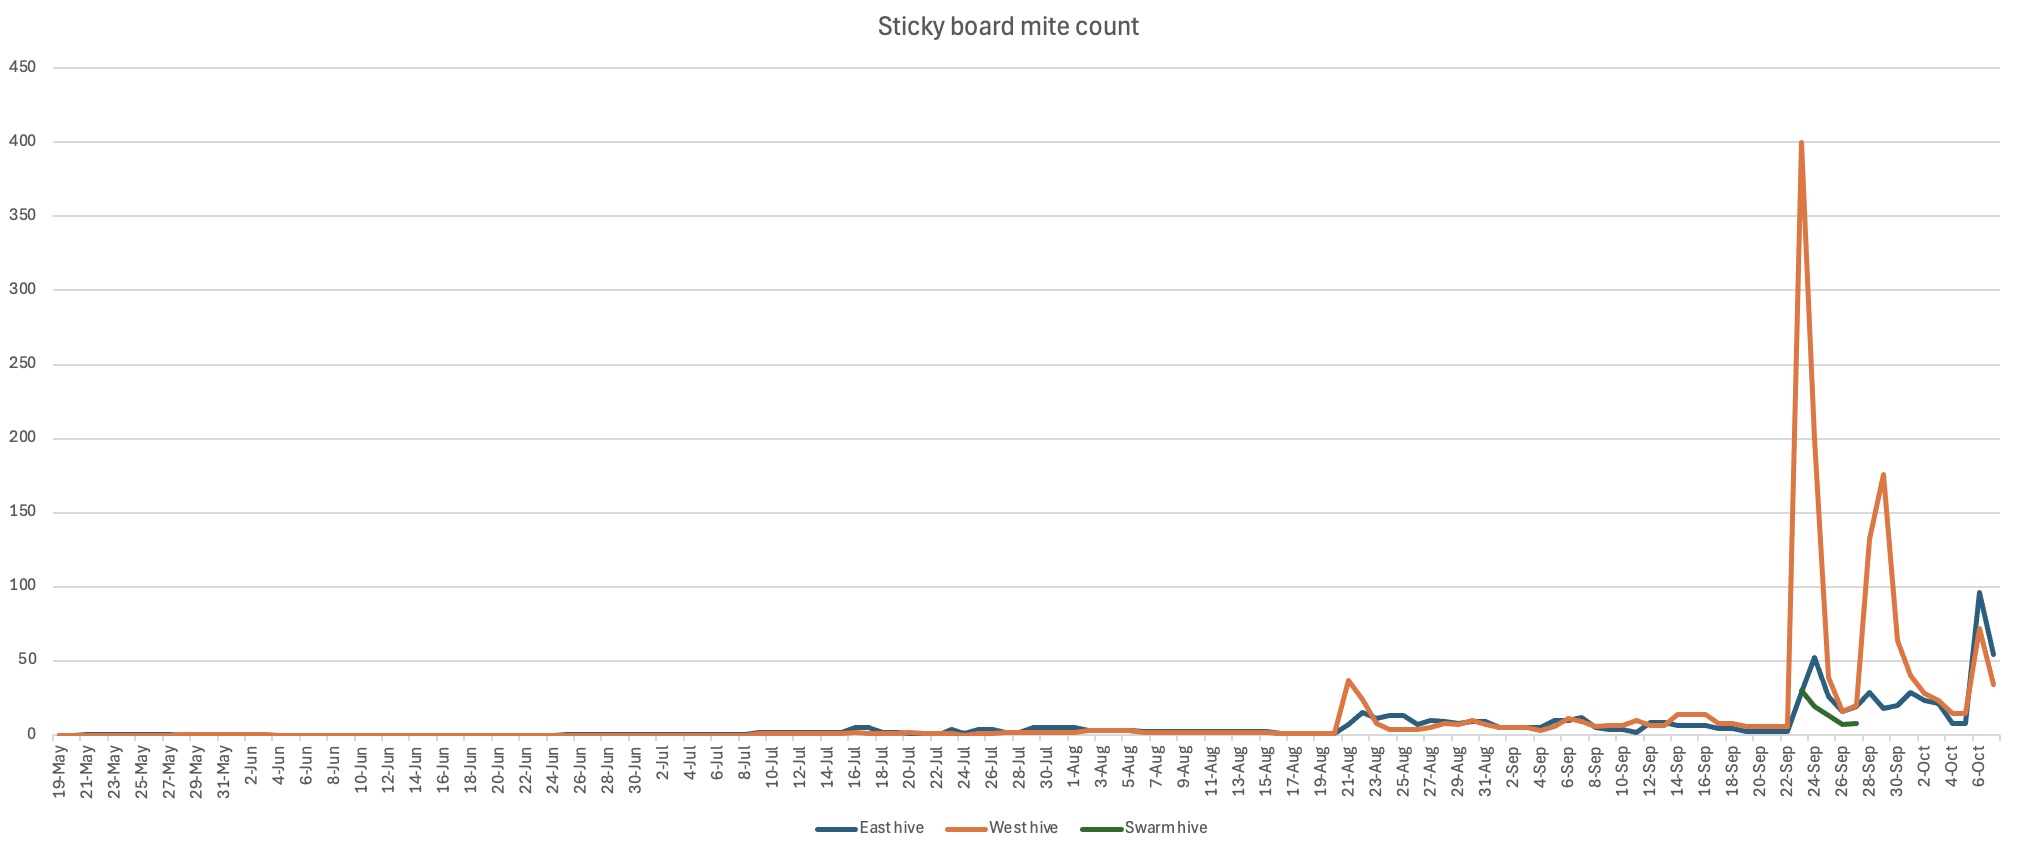 Sticky board mite count
450
400
350
300
250
200
150
100
50
0
19-May
21-May
23-May
25-May
27-May
29-May
31-May
2-Jun
4-Jun
6-Jun
8-Jun
10-Jun
12-Jun
14-Jun
16-Jun
18-Jun
20-Jun
22-Jun
24-Jun
26-Jun
28-Jun
30-Jun
2-Jul
4-Jul
6-Jul
8-Jul
10-Jul
12-Jul
14-Jul
16-Jul
18-Jul
20-Jul
22-Jul
24-Jul
26-Jul
28-Jul
30-Jul
1-Aug
3-Aug
5-Aug
7-Aug
9-Aug
11-Aug
13-Aug
15-Aug
17-Aug
19-Aug
21-Aug
23-Aug
25-Aug
27-Aug
29-Aug
31-Aug
2-Sep
4-Sep
6-Sep
8-Sep
10-Sep
12-Sep
14-Sep
16-Sep
18-Sep
20-Sep
22-Sep
24-Sep
26-Sep
28-Sep
30-Sep
2-Oct
4-Oct
6-Oct
East hive West hive Swarm hive